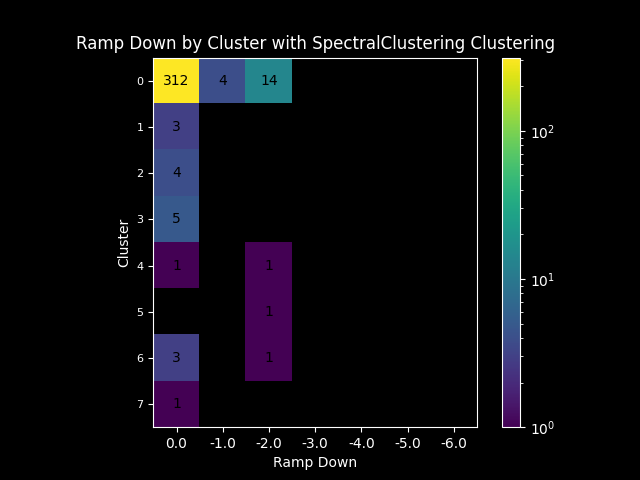 Ramp Down by Cluster with SpectralClustering Clustering
0 312 4 14
1 3
2 4
3 5
4 1 1
5 1
6 3 1
7 1
Cluster
0.0 -1.0 -2.0 -3.0 -4.0 -5.0 -6.0
Ramp Down
10²
10¹
10⁰